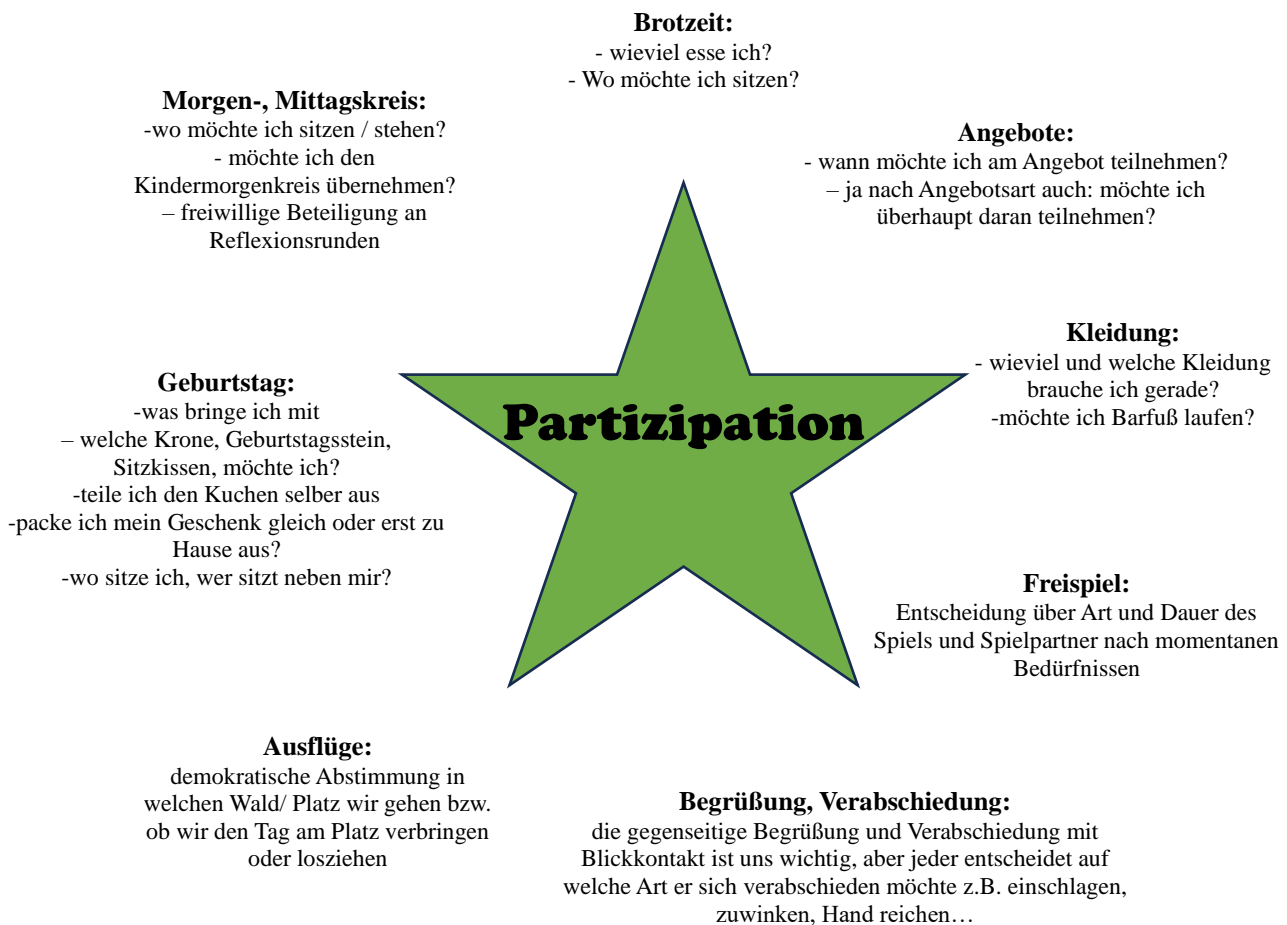 Brotzeit:
- wieviel esse ich?
- Wo möchte ich sitzen?
Morgen-, Mittagskreis:
-wo möchte ich sitzen / stehen?
- möchte ich den
Kindermorgenkreis übernehmen?
– freiwillige Beteiligung an
Reflexionsrunden
Angebote:
- wann möchte ich am Angebot teilnehmen?
– ja nach Angebotsart auch: möchte ich
überhaupt daran teilnehmen?
Kleidung:
- wieviel und welche Kleidung
brauche ich gerade?
-möchte ich Barfuß laufen?
Geburtstag:
-was bringe ich mit
– welche Krone, Geburtstagsstein,
Sitzkissen, möchte ich?
-teile ich den Kuchen selber aus
-packe ich mein Geschenk gleich oder erst zu
Hause aus?
-wo sitze ich, wer sitzt neben mir?
Partizipation
Freispiel:
Entscheidung über Art und Dauer des
Spiels und Spielpartner nach momentanen
Bedürfnissen
Ausflüge:
demokratische Abstimmung in
welchen Wald/ Platz wir gehen bzw.
ob wir den Tag am Platz verbringen
oder losziehen
Begrüßung, Verabschiedung:
die gegenseitige Begrüßung und Verabschiedung mit
Blickkontakt ist uns wichtig, aber jeder entscheidet auf
welche Art er sich verabschieden möchte z.B. einschlagen,
zuwinken, Hand reichen…